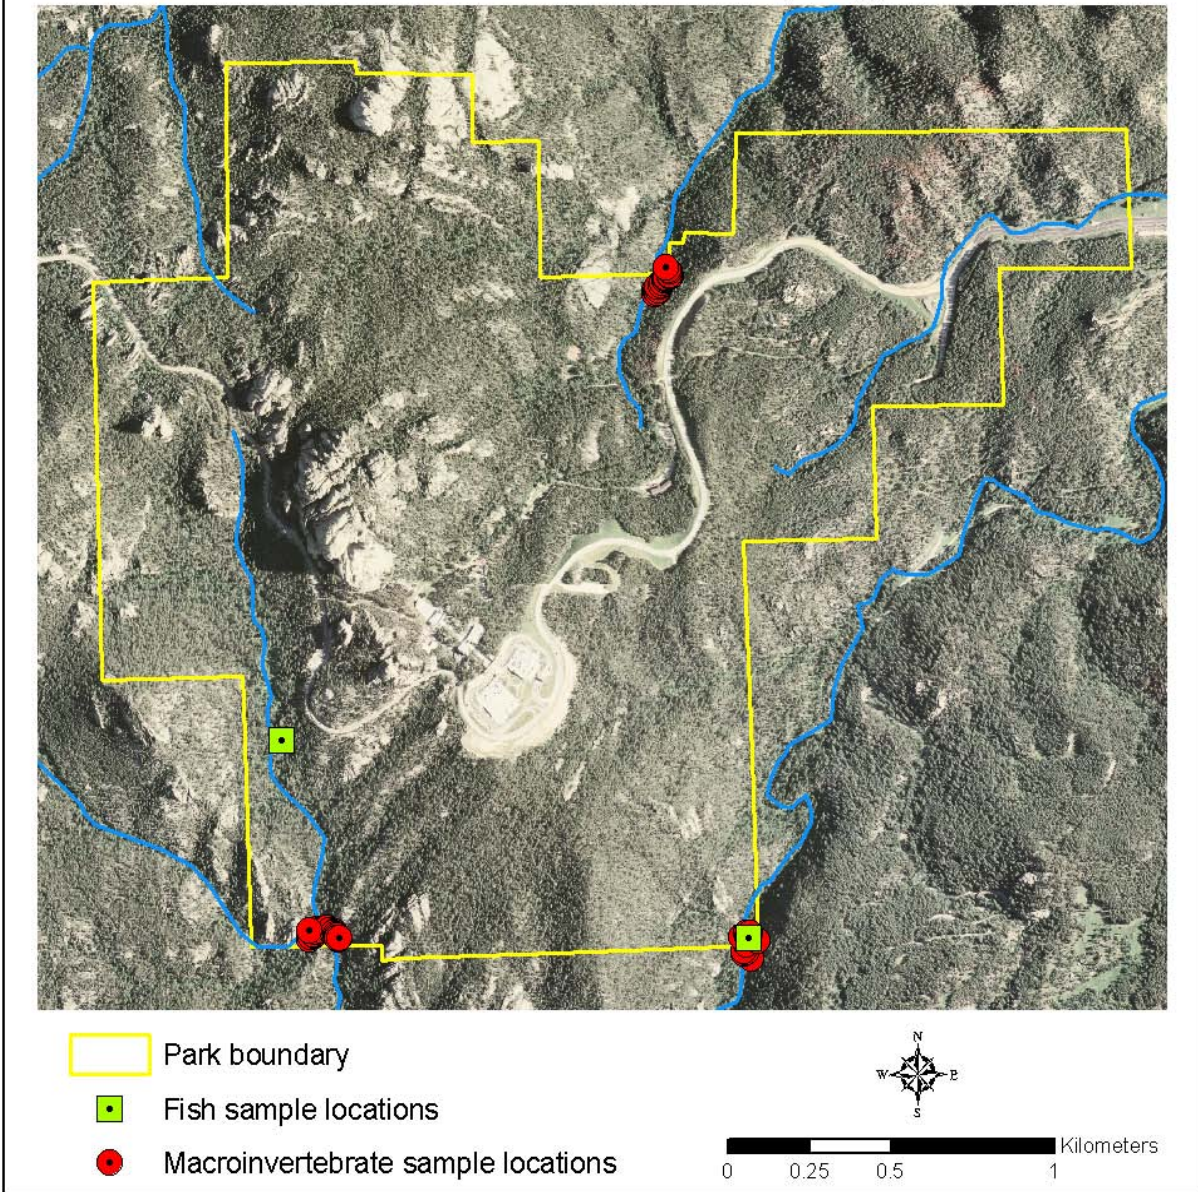 Park boundary
Fish sample locations
Macroinvertebrate sample locations
N
W E
S
Kilometers
0 0.25 0.5 1